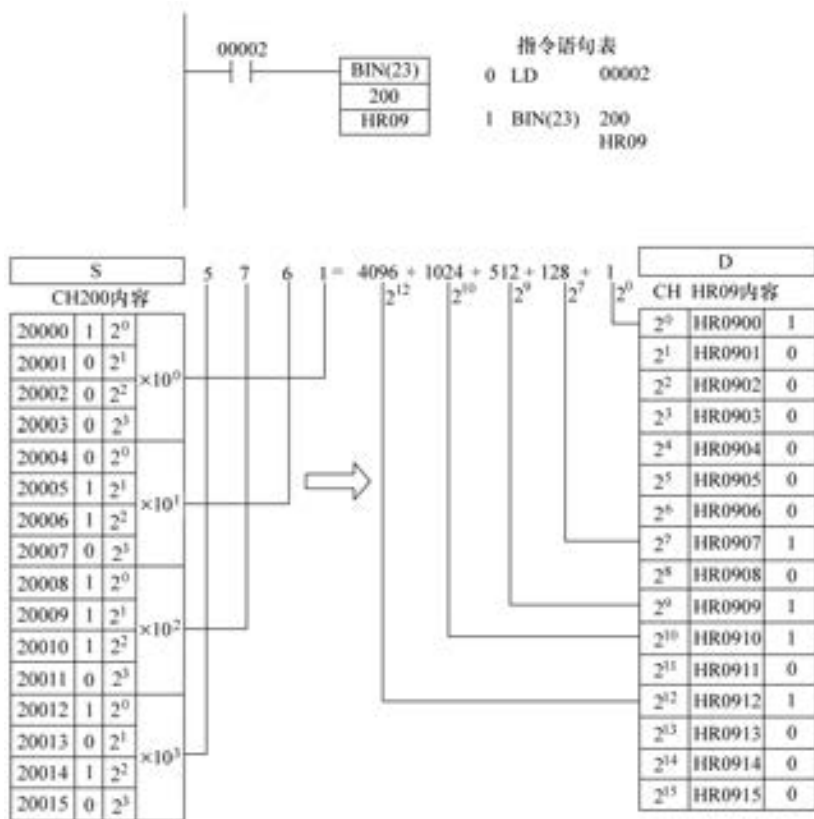 00002
BIN(23)
200
HR09
指令语句表
0 LD 00002
1 BIN(23) 200
HR09
S
CH200内容
5 7 6 1 = 4096 + 1024 + 512 + 128 + 1
2¹² 2¹⁰ 2⁹ 2⁷ 2⁰
20000 1 2⁰
20001 0 2¹
20002 0 2²
20003 0 2³
×10⁰
20004 0 2⁰
20005 1 2¹
20006 1 2²
20007 0 2³
×10¹
20008 1 2⁰
20009 1 2¹
20010 1 2²
20011 0 2³
×10²
20012 1 2⁰
20013 0 2¹
20014 1 2²
20015 0 2³
×10³
D
CH HR09内容
2⁰ HR0900 1
2¹ HR0901 0
2² HR0902 0
2³ HR0903 0
2⁴ HR0904 0
2⁵ HR0905 0
2⁶ HR0906 0
2⁷ HR0907 1
2⁸ HR0908 0
2⁹ HR0909 1
2¹⁰ HR0910 1
2¹¹ HR0911 0
2¹² HR0912 1
2¹³ HR0913 0
2¹⁴ HR0914 0
2¹⁵ HR0915 0